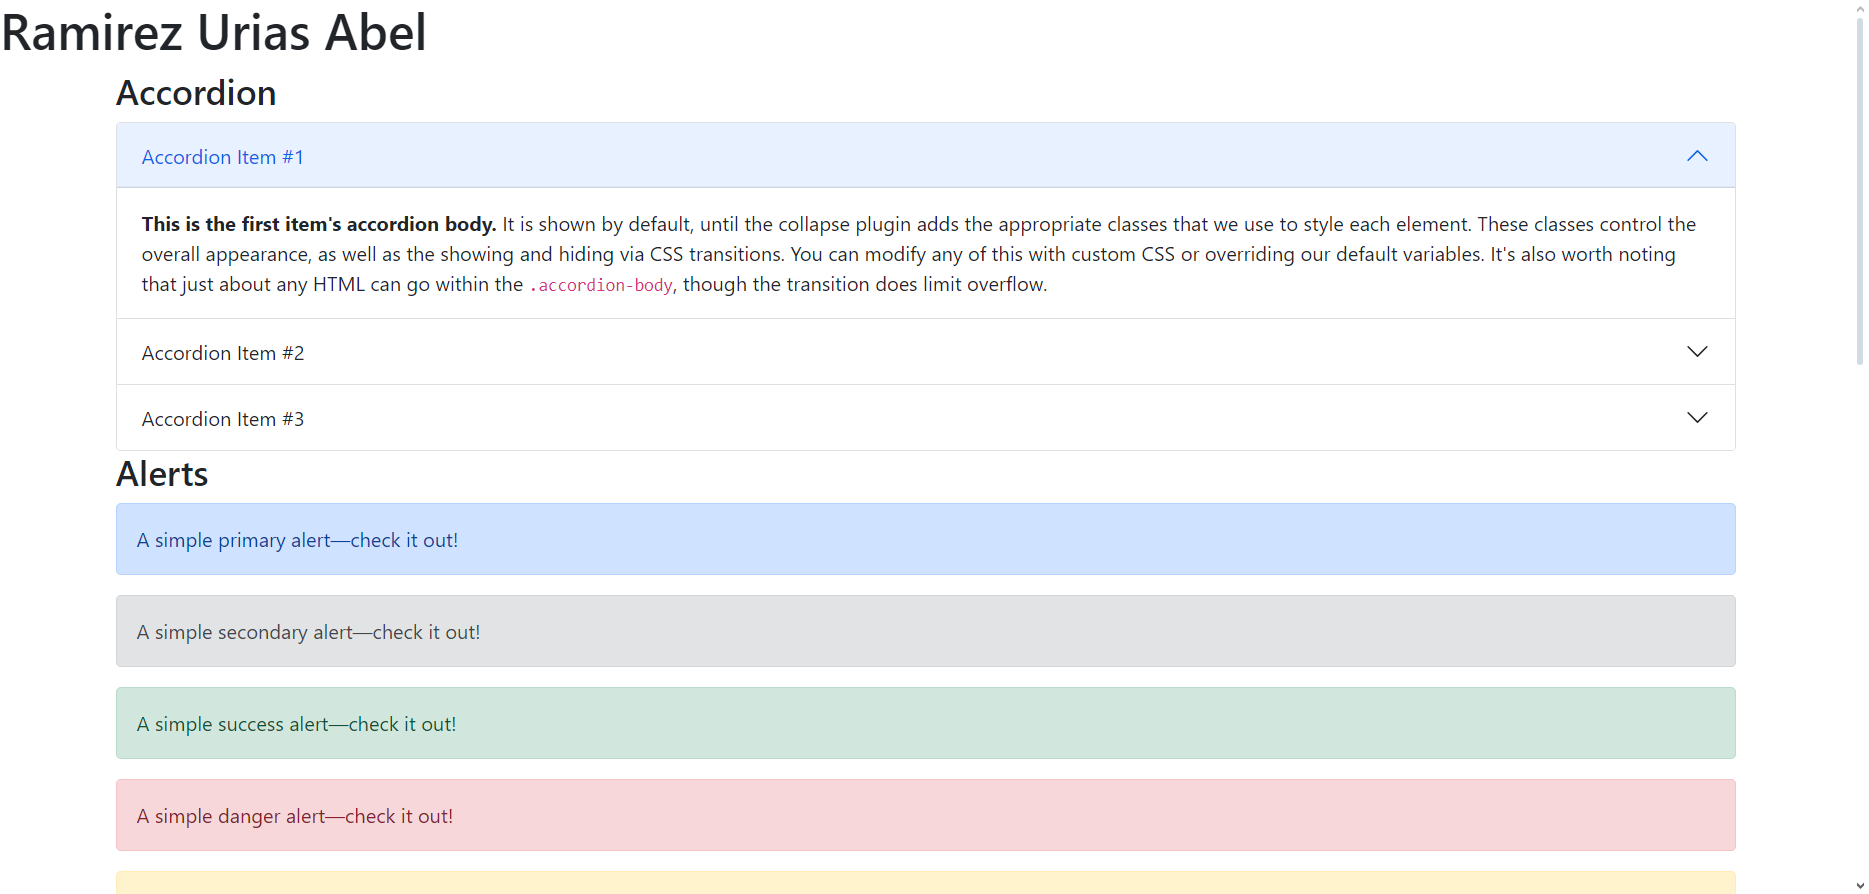 Ramirez Urias Abel
Accordion
Accordion Item #1
This is the first item's accordion body. It is shown by default, until the collapse plugin adds the appropriate classes that we use to style each element. These classes control the
overall appearance, as well as the showing and hiding via CSS transitions. You can modify any of this with custom CSS or overriding our default variables. It's also worth noting
that just about any HTML can go within the .accordion-body, though the transition does limit overflow.
Accordion Item #2
Accordion Item #3
Alerts
A simple primary alert—check it out!
A simple secondary alert—check it out!
A simple success alert—check it out!
A simple danger alert—check it out!